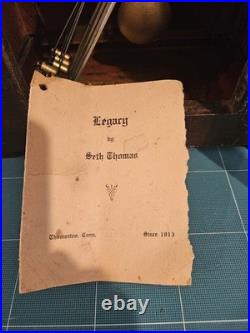 Legacy
by
Seth Thomas
Thomaston, Conn. Since 1813